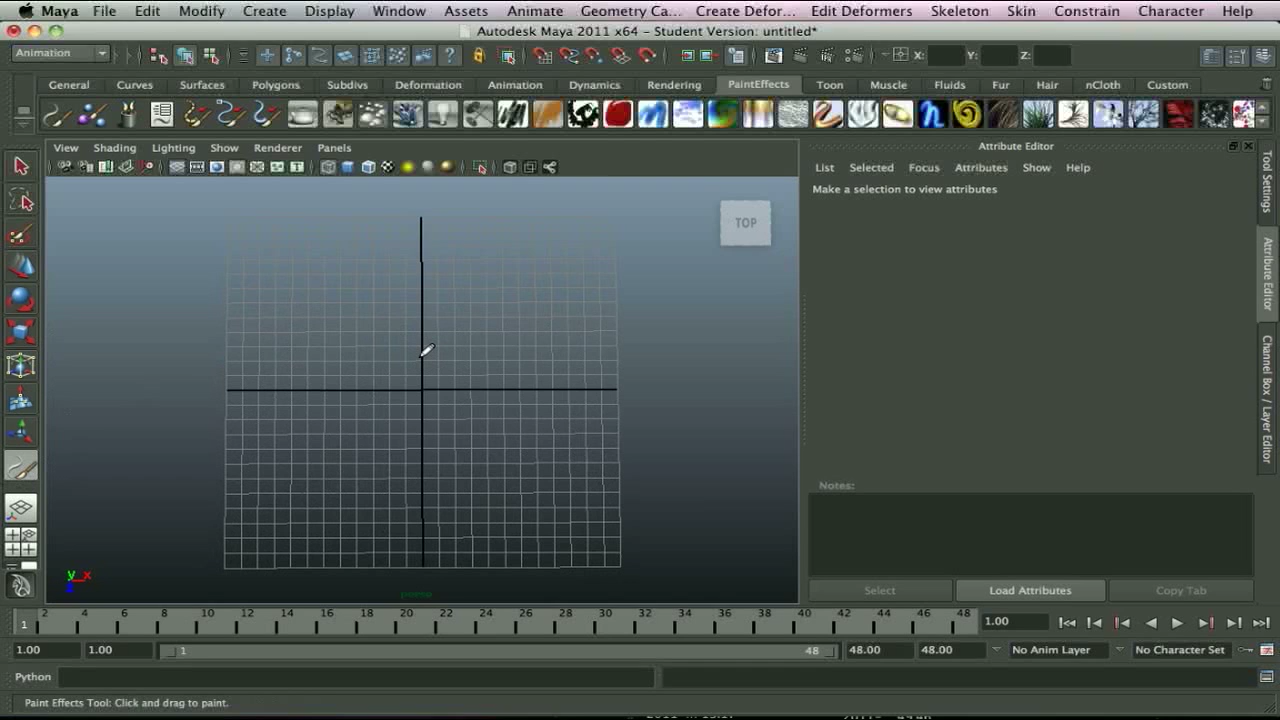 Maya File Edit Modify Create Display Window Assets Animate Geometry Ca... Create Defor... Edit Deformers Skeleton Skin Constrain Character Help
Autodesk Maya 2011 x64 - Student Version: untitled*
Animation X: Y: Z:
General Curves Surfaces Polygons Subdivs Deformation Animation Dynamics Rendering PaintEffects Toon Muscle Fluids Fur Hair nCloth Custom
View Shading Lighting Show Renderer Panels
Attribute Editor
List Selected Focus Attributes Show Help
Make a selection to view attributes
TOP
Tool Settings
Attribute Editor
Channel Box / Layer Editor
Notes:
y x
persp
Select Load Attributes Copy Tab
1 2 4 6 8 10 12 14 16 18 20 22 24 26 28 30 32 34 36 38 40 42 44 46 48 1.00
1.00 1.00 1 48 48.00 48.00 No Anim Layer No Character Set
Python
Paint Effects Tool: Click and drag to paint.